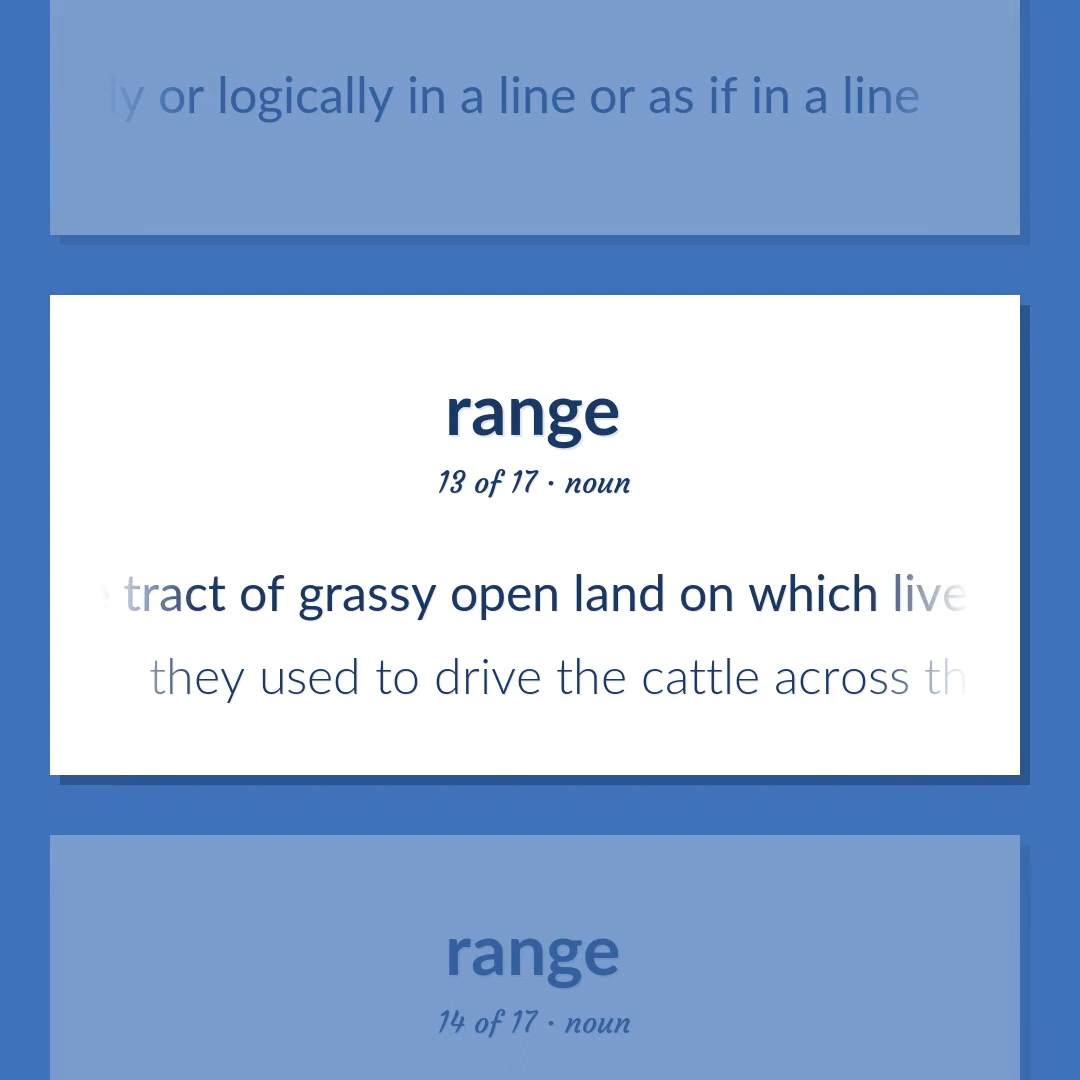 ly or logically in a line or as if in a line
range
13 of 17 · noun
tract of grassy open land on which live
they used to drive the cattle across th
range
14 of 17 · noun